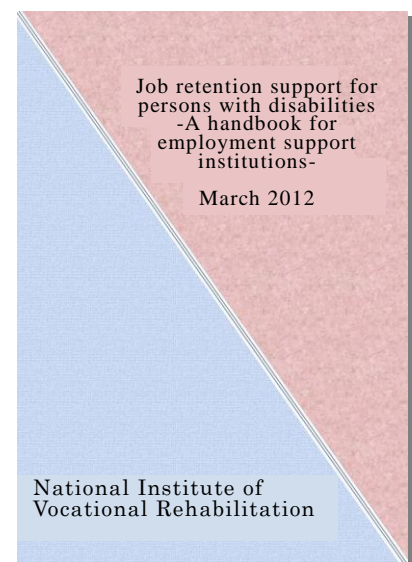 Job retention support for
persons with disabilities
-A handbook for
employment support
institutions-
March 2012
National Institute of
Vocational Rehabilitation